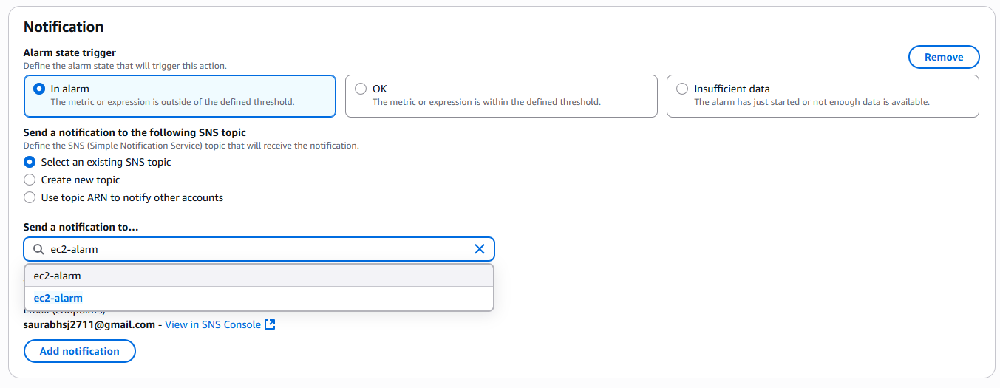 Notification
Alarm state trigger
Define the alarm state that will trigger this action.
Remove
In alarm
The metric or expression is outside of the defined threshold.
OK
The metric or expression is within the defined threshold.
Insufficient data
The alarm has just started or not enough data is available.
Send a notification to the following SNS topic
Define the SNS (Simple Notification Service) topic that will receive the notification.
Select an existing SNS topic
Create new topic
Use topic ARN to notify other accounts
Send a notification to…
ec2-alarm
ec2-alarm
ec2-alarm
Email (endpoints)
saurabhsj2711@gmail.com - View in SNS Console
Add notification